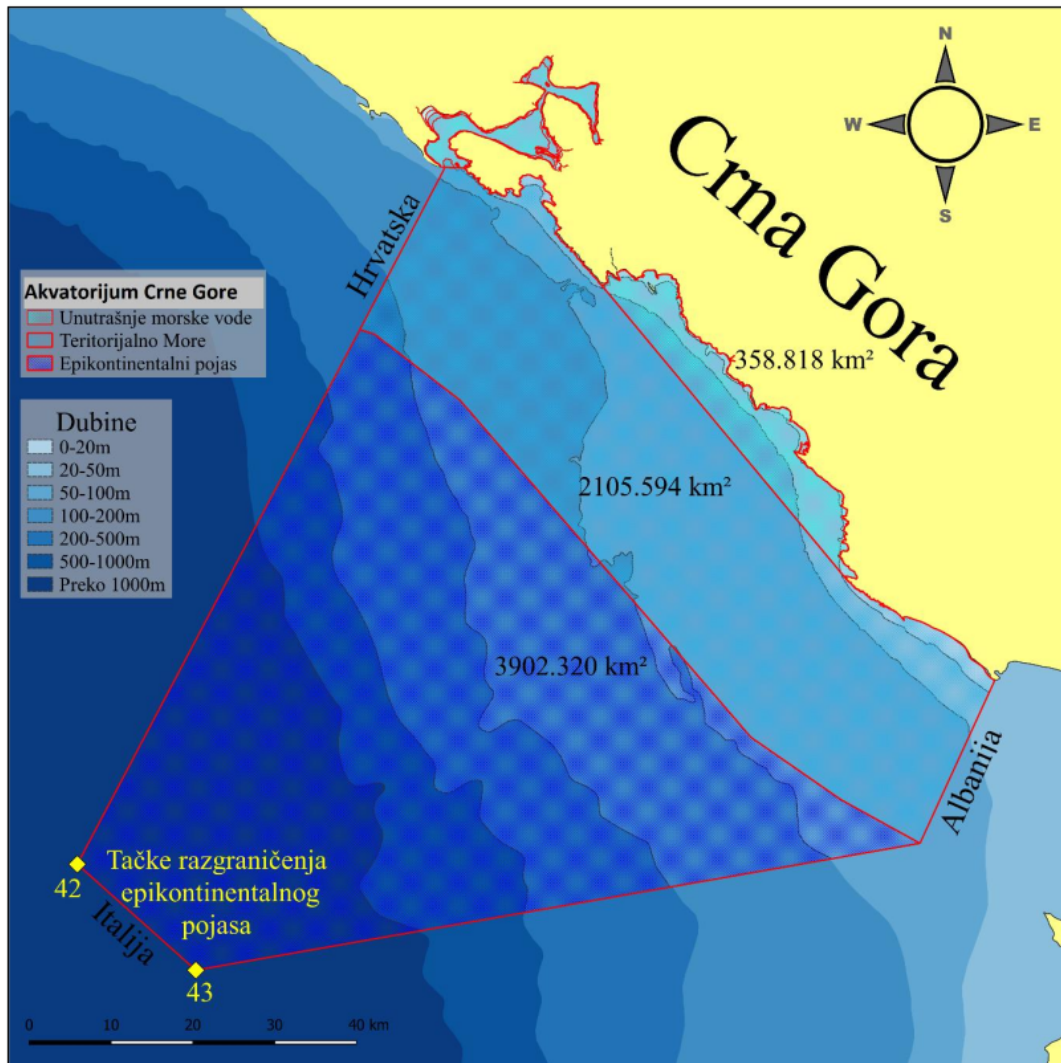 N
W
E
S
Crna Gora
Hrvatska
Akvatorijum Crne Gore
Unutrašnje morske vode
Teritorijalno More
Epikontinentalni pojas
358.818 km²
Dubine
0-20m
20-50m
50-100m
100-200m
200-500m
500-1000m
Preko 1000m
2105.594 km²
3902.320 km²
Albanija
Tačke razgraničenja
epikontinentalnog
pojasa
42
Italija
43
0 10 20 30 40 km